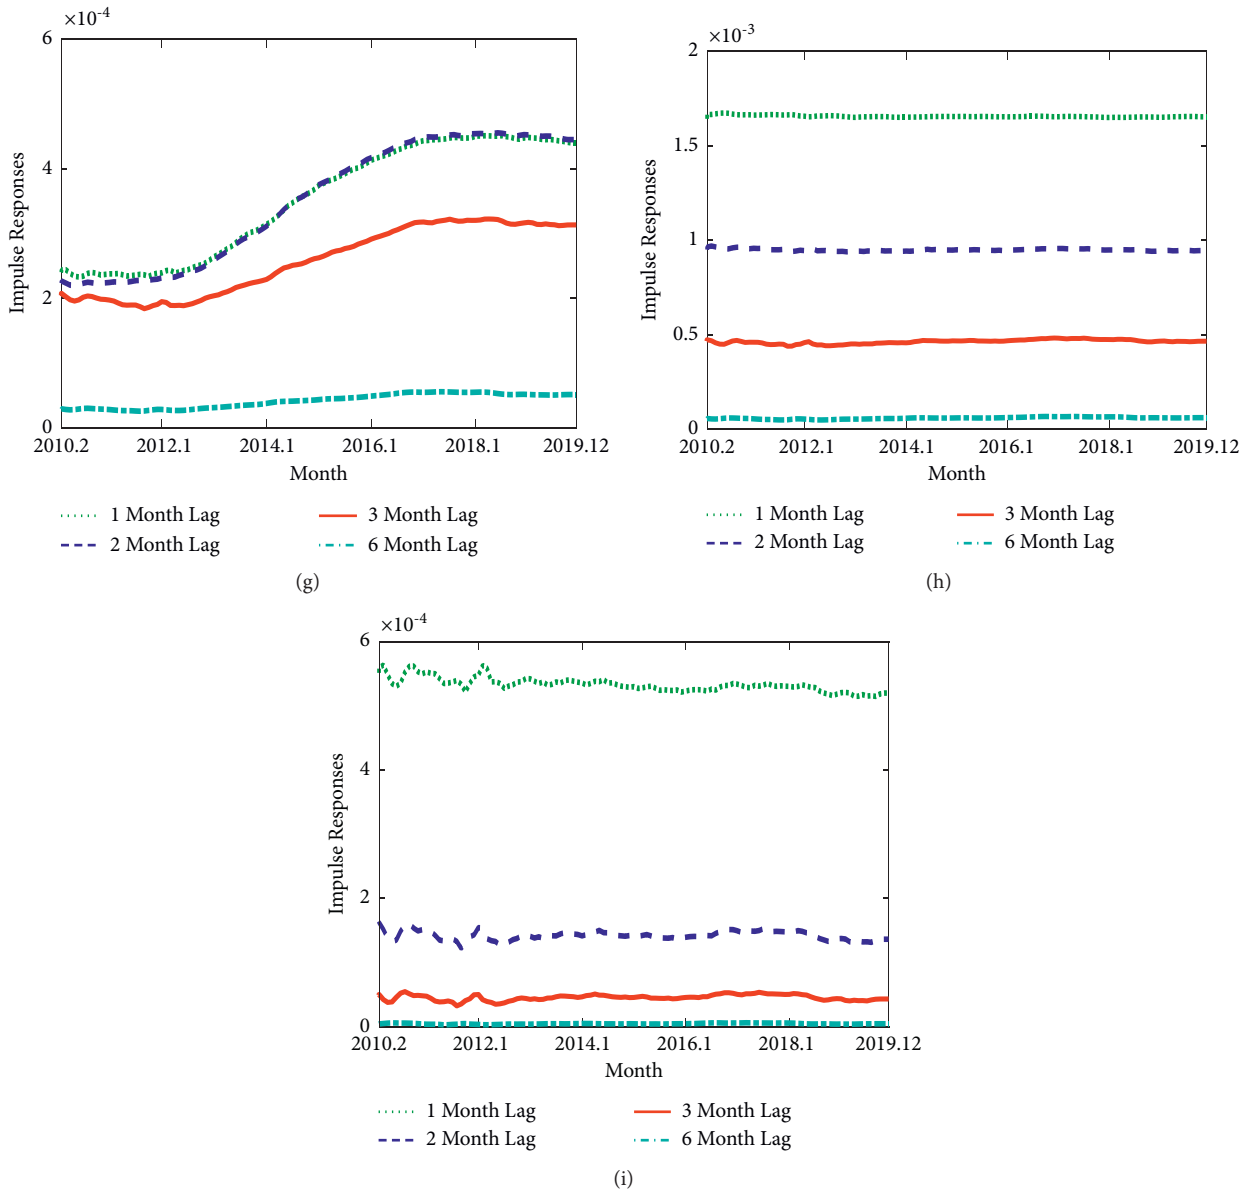 ×10-4
6
4
2
0
Impulse Responses
2010.2 2012.1 2014.1 2016.1 2018.1 2019.12
Month
1 Month Lag 3 Month Lag
2 Month Lag 6 Month Lag
(g)
×10-3
2
1.5
1
0.5
0
Impulse Responses
2010.2 2012.1 2014.1 2016.1 2018.1 2019.12
Month
1 Month Lag 3 Month Lag
2 Month Lag 6 Month Lag
(h)
×10-4
6
4
2
0
Impulse Responses
2010.2 2012.1 2014.1 2016.1 2018.1 2019.12
Month
1 Month Lag 3 Month Lag
2 Month Lag 6 Month Lag
(i)